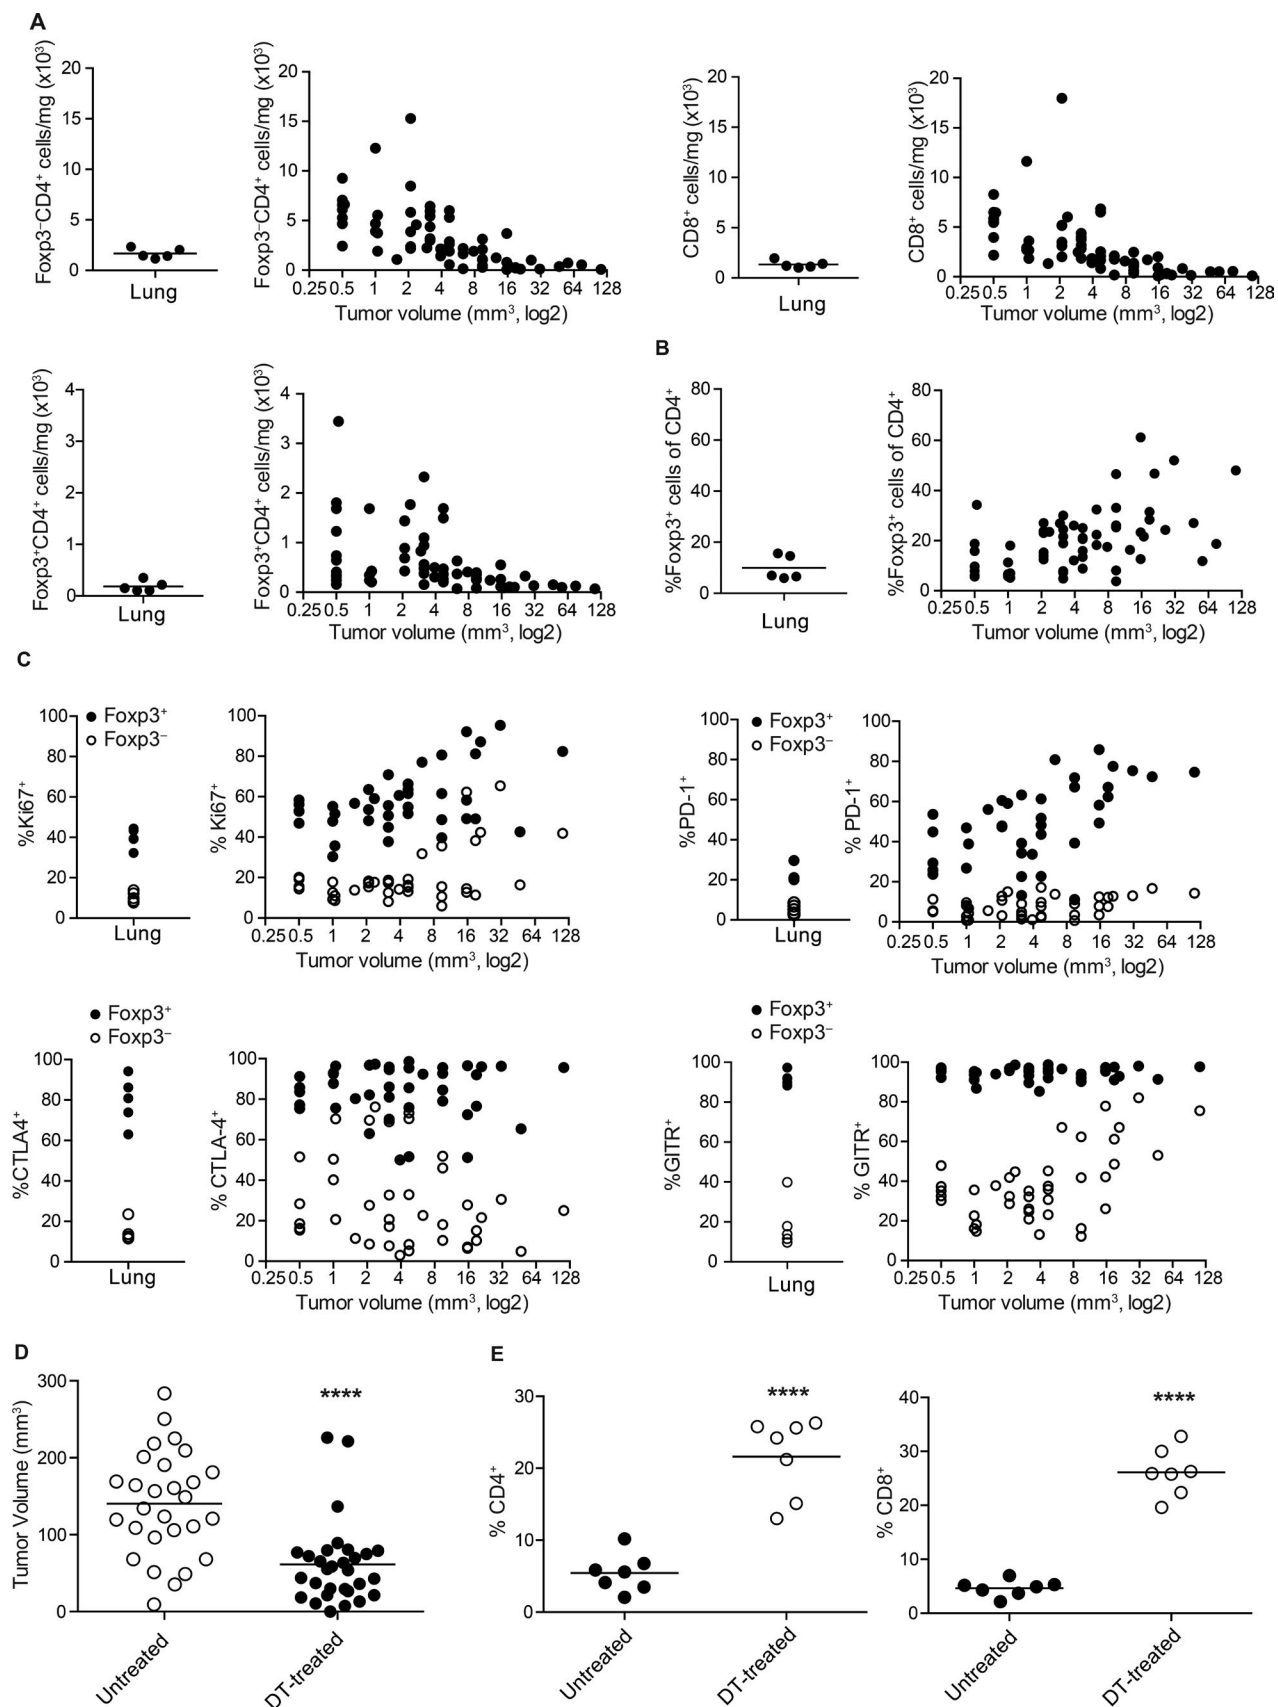 A
Foxp3⁻CD4⁺ cells/mg (x10³)
20
15
10
5
0
Lung
Foxp3⁻CD4⁺ cells/mg (x10³)
20
15
10
5
0
0.25 0.5 1 2 4 8 16 32 64 128
Tumor volume (mm³, log2)
CD8⁺ cells/mg (x10³)
20
15
10
5
0
Lung
CD8⁺ cells/mg (x10³)
20
15
10
5
0
0.25 0.5 1 2 4 8 16 32 64 128
Tumor volume (mm³, log2)
Foxp3⁺CD4⁺ cells/mg (x10³)
4
3
2
1
0
Lung
Foxp3⁺CD4⁺ cells/mg (x10³)
4
3
2
1
0
0.25 0.5 1 2 4 8 16 32 64 128
Tumor volume (mm³, log2)
B
%Foxp3⁺ cells of CD4⁺
80
60
40
20
0
Lung
%Foxp3⁺ cells of CD4⁺
80
60
40
20
0
0.25 0.5 1 2 4 8 16 32 64 128
Tumor volume (mm³, log2)
C
%Ki67⁺
100
80
60
40
20
0
Foxp3⁺
Foxp3⁻
Lung
% Ki67⁺
100
80
60
40
20
0
0.25 0.5 1 2 4 8 16 32 64 128
Tumor volume (mm³, log2)
%PD-1⁺
100
80
60
40
20
0
Foxp3⁺
Foxp3⁻
Lung
% PD-1⁺
100
80
60
40
20
0
0.25 0.5 1 2 4 8 16 32 64 128
Tumor volume (mm³, log2)
Foxp3⁺
Foxp3⁻
%CTLA4⁺
100
80
60
40
20
0
Lung
% CTLA-4⁺
100
80
60
40
20
0
0.25 0.5 1 2 4 8 16 32 64 128
Tumor volume (mm³, log2)
Foxp3⁺
Foxp3⁻
%GITR⁺
100
80
60
40
20
0
Lung
% GITR⁺
100
80
60
40
20
0
0.25 0.5 1 2 4 8 16 32 64 128
Tumor volume (mm³, log2)
D
Tumor Volume (mm³)
300
200
100
0
****
Untreated
DT-treated
E
% CD4⁺
30
20
10
0
****
Untreated
DT-treated
% CD8⁺
40
30
20
10
0
****
Untreated
DT-treated